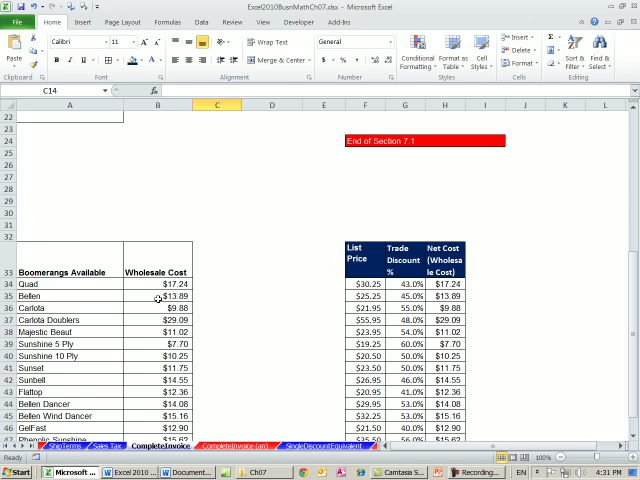 Excel2010BusnMathCh07.xlsx - Microsoft Excel
File Home Insert Page Layout Formulas Data Review View Developer Add-Ins
Paste
Calibri 11
Wrap Text
General
Merge & Center
Conditional Formatting
Format as Table
Cell Styles
Insert
Delete
Format
Sort & Filter
Find & Select
Clipboard Font Alignment Number Styles Cells Editing
C14
A B C D E F G H I J K L
22
23
24 End of Section 7.1
25
26
27
28
29
30
31
32
33 Boomerangs Available Wholesale Cost List Price Trade Discount % Net Cost (Wholesale Cost)
34 Quad $17.24 $30.25 43.0% $17.24
35 Bellen $13.89 $25.25 45.0% $13.89
36 Carlota $9.88 $21.95 55.0% $9.88
37 Carlota Doublers $29.09 $55.95 48.0% $29.09
38 Majestic Beaut $11.02 $23.95 54.0% $11.02
39 Sunshine 5 Ply $7.70 $19.25 60.0% $7.70
40 Sunshine 10 Ply $10.25 $20.50 50.0% $10.25
41 Sunset $11.75 $23.50 50.0% $11.75
42 Sunbell $14.55 $26.95 46.0% $14.55
43 Flattop $12.36 $20.95 41.0% $12.36
44 Bellen Dancer $14.08 $29.95 53.0% $14.08
45 Bellen Wind Dancer $15.16 $32.25 53.0% $15.16
46 GelFast $12.90 $21.50 40.0% $12.90
47 Phenolic Sunshine $15.62 $35.50 56.0% $15.62
ShipTerms Sales Tax CompleteInvoice CompleteInvoice (an) SingleDiscountEquivalent
Ready 100%
Start Microsoft ... Excel 2010 ... Document... Ch07 Camtasia S... Recording... EN 4:31 PM